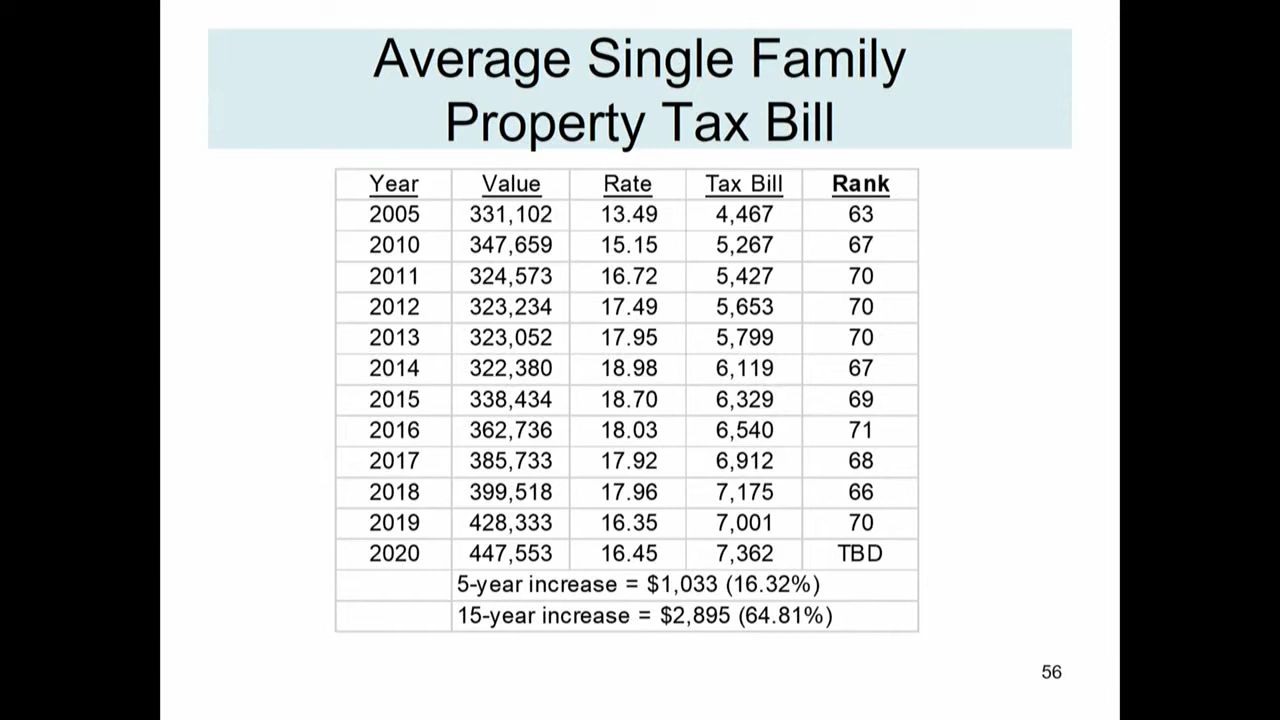 Average Single Family
Property Tax Bill
Year Value Rate Tax Bill Rank
2005 331,102 13.49 4,467 63
2010 347,659 15.15 5,267 67
2011 324,573 16.72 5,427 70
2012 323,234 17.49 5,653 70
2013 323,052 17.95 5,799 70
2014 322,380 18.98 6,119 67
2015 338,434 18.70 6,329 69
2016 362,736 18.03 6,540 71
2017 385,733 17.92 6,912 68
2018 399,518 17.96 7,175 66
2019 428,333 16.35 7,001 70
2020 447,553 16.45 7,362 TBD
5-year increase = $1,033 (16.32%)
15-year increase = $2,895 (64.81%)
56